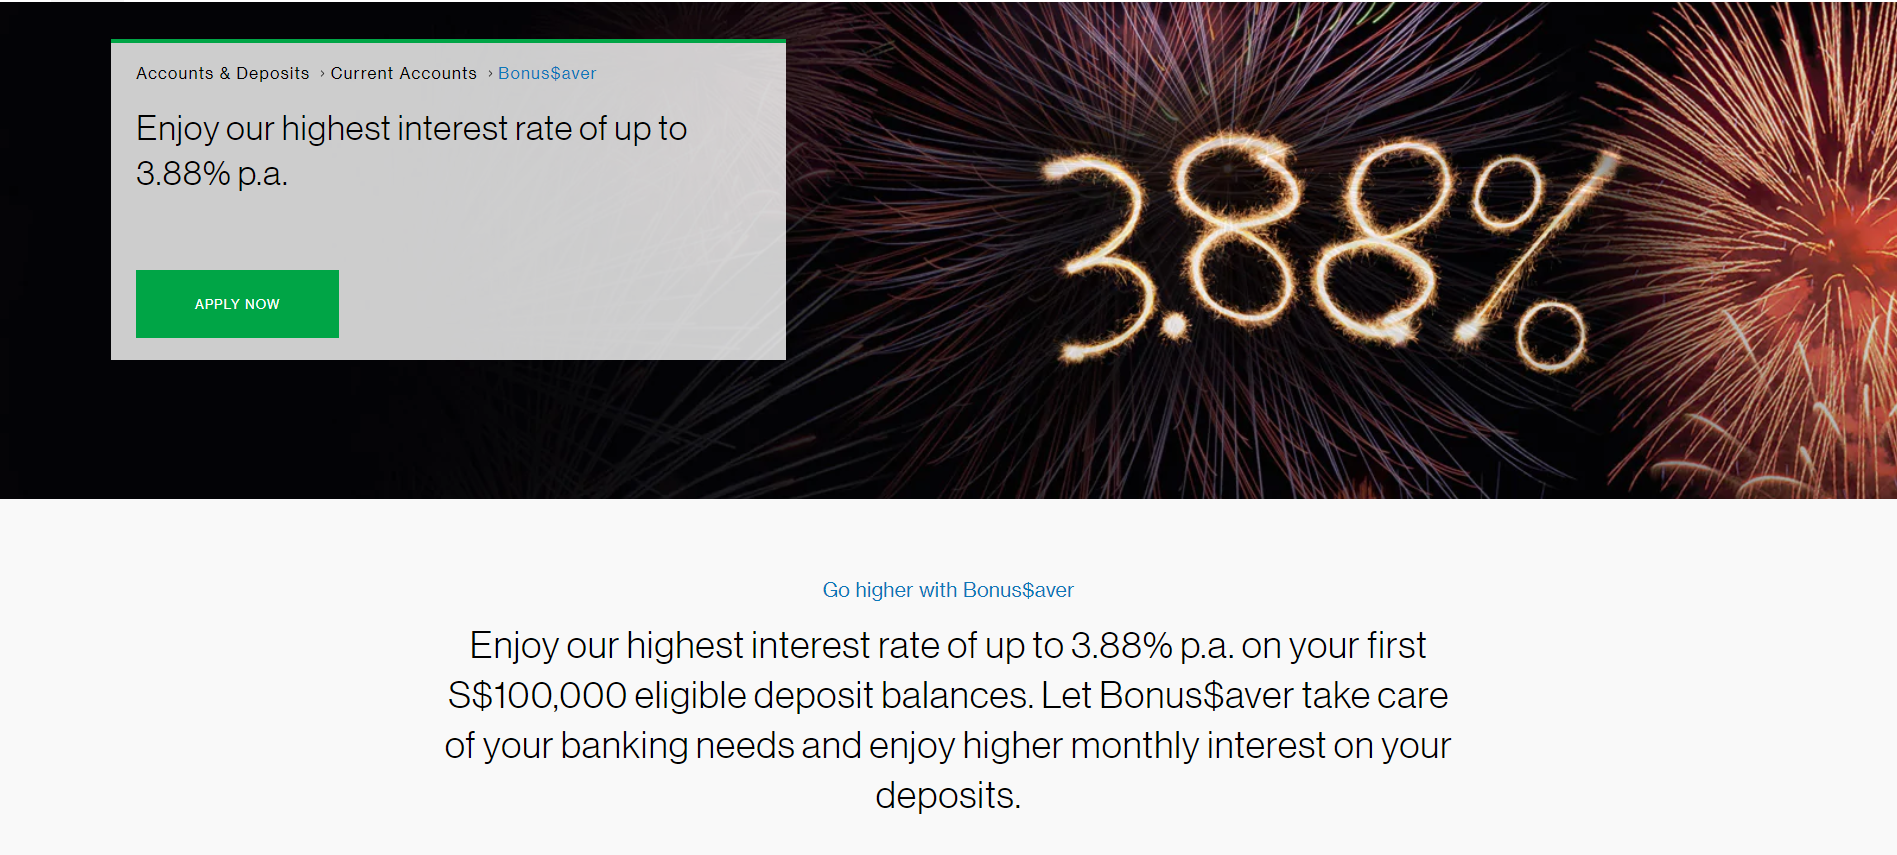 Accounts & Deposits › Current Accounts › Bonus$aver
Enjoy our highest interest rate of up to
3.88% p.a.
APPLY NOW
3.88%
Go higher with Bonus$aver
Enjoy our highest interest rate of up to 3.88% p.a. on your first
S$100,000 eligible deposit balances. Let Bonus$aver take care
of your banking needs and enjoy higher monthly interest on your
deposits.